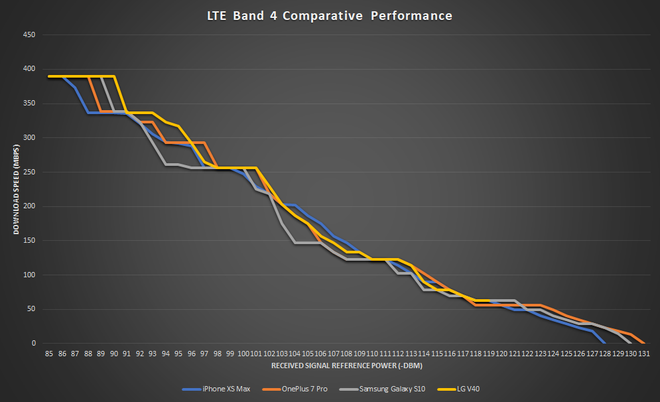 LTE Band 4 Comparative Performance
450
400
350
300
250
200
150
100
50
0
DOWNLOAD SPEED (MBPS)
85 86 87 88 89 90 91 92 93 94 95 96 97 98 99 100 101 102 103 104 105 106 107 108 109 110 111 112 113 114 115 116 117 118 119 120 121 122 123 124 125 126 127 128 129 130 131
RECEIVED SIGNAL REFERENCE POWER (-DBM)
iPhone XS Max OnePlus 7 Pro Samsung Galaxy S10 LG V40